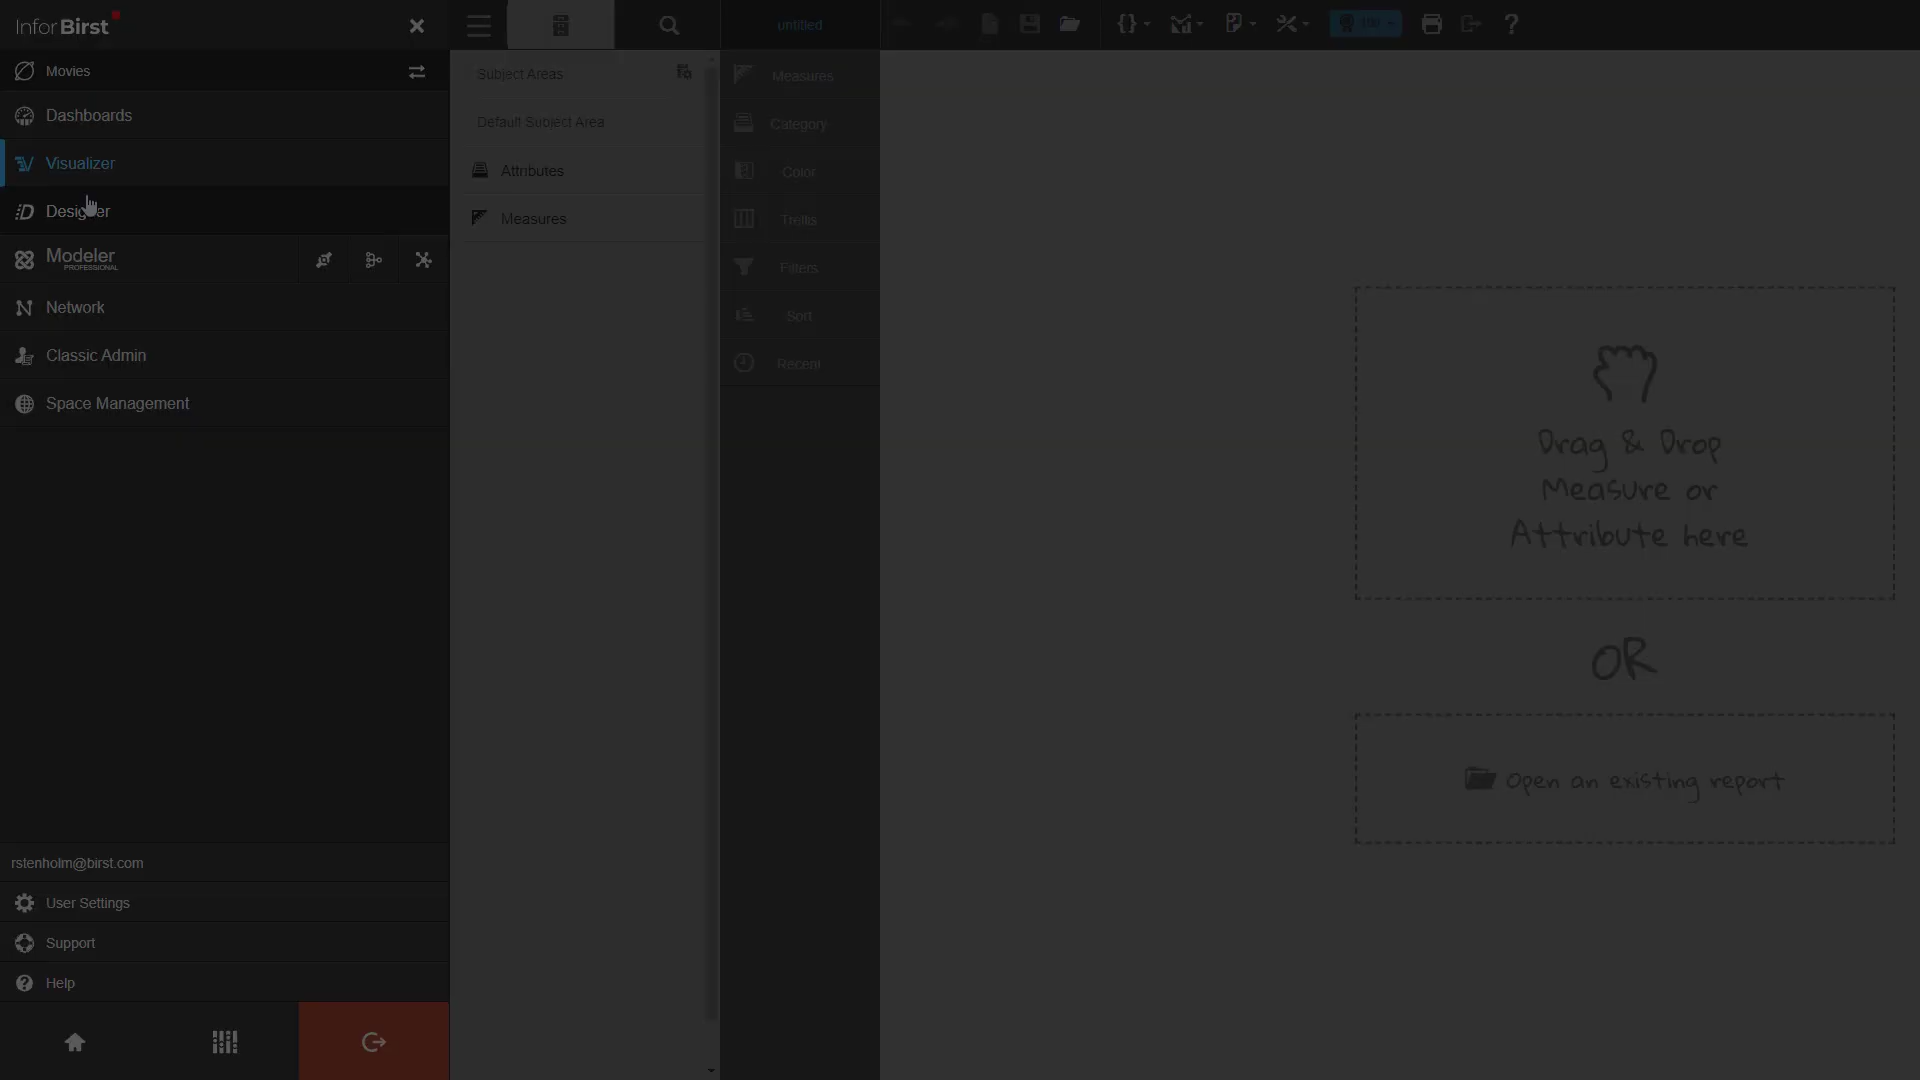 Infor Birst
Movies
Dashboards
Visualizer
Designer
Modeler
PROFESSIONAL
Network
Classic Admin
Space Management
rstenholm@birst.com
User Settings
Support
Help
Subject Areas
Default Subject Area
Attributes
Measures
untitled
Measures
Category
Color
Trellis
Filters
Sort
Recent
Drag & Drop
Measure or
Attribute here
OR
Open an existing report